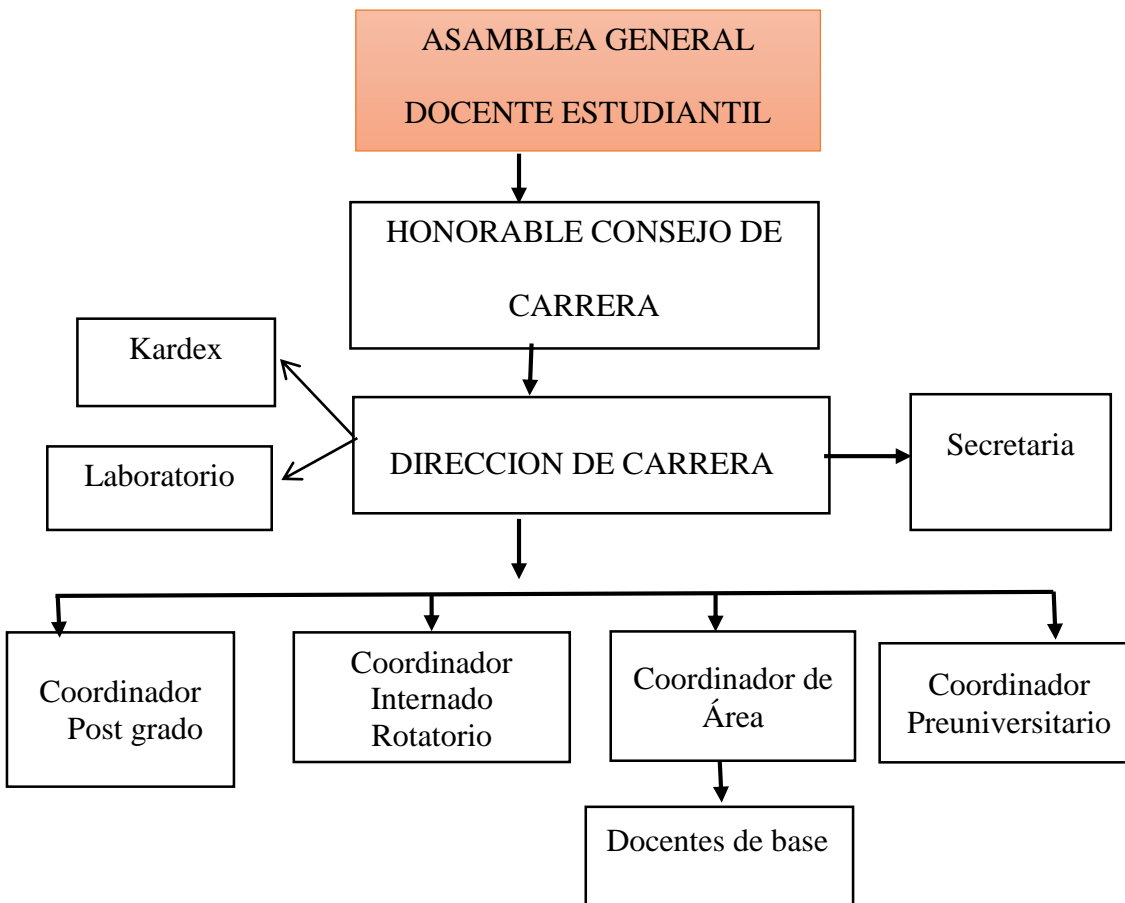 ASAMBLEA GENERAL
DOCENTE ESTUDIANTIL
HONORABLE CONSEJO DE
CARRERA
Kardex
Laboratorio
DIRECCION DE CARRERA
Secretaria
Coordinador
Post grado
Coordinador
Internado
Rotatorio
Coordinador de
Área
Coordinador
Preuniversitario
Docentes de base